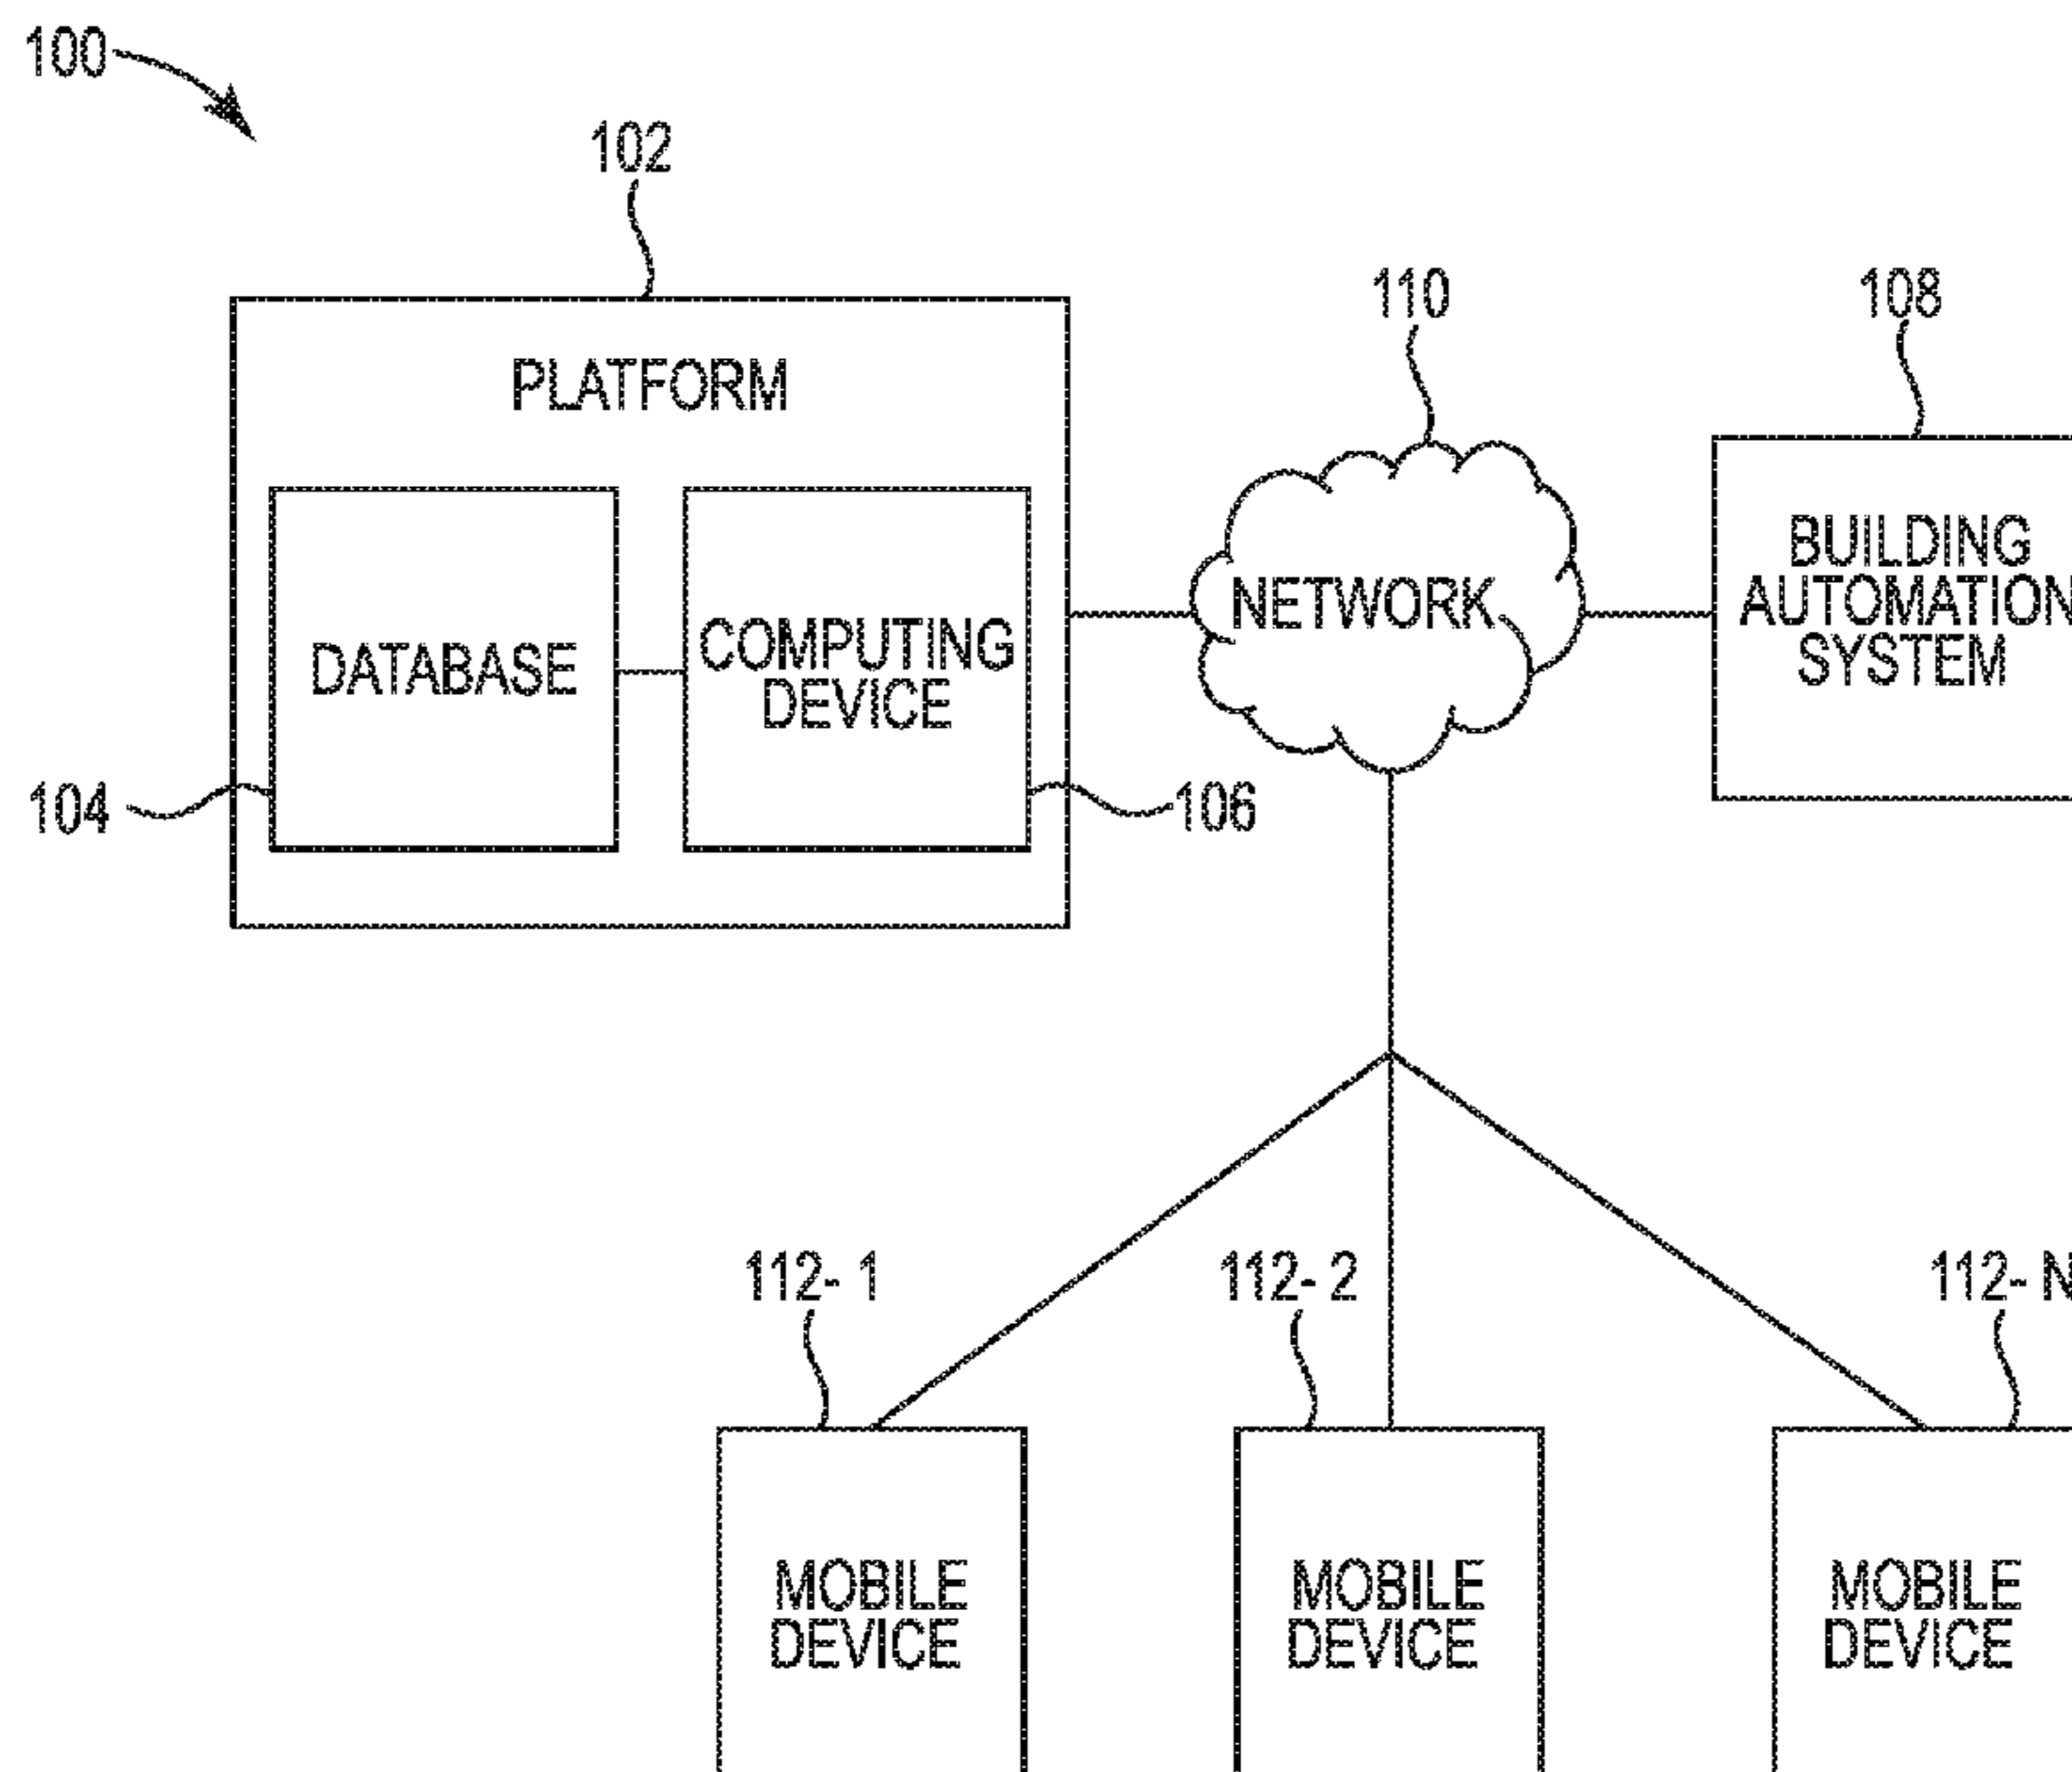 100
102
110
108
PLATFORM
BUILDING
AUTOMATION
SYSTEM
NETWORK
DATABASE
COMPUTING
DEVICE
104
106
112- 1
112- 2
112- N
MOBILE
DEVICE
MOBILE
DEVICE
MOBILE
DEVICE